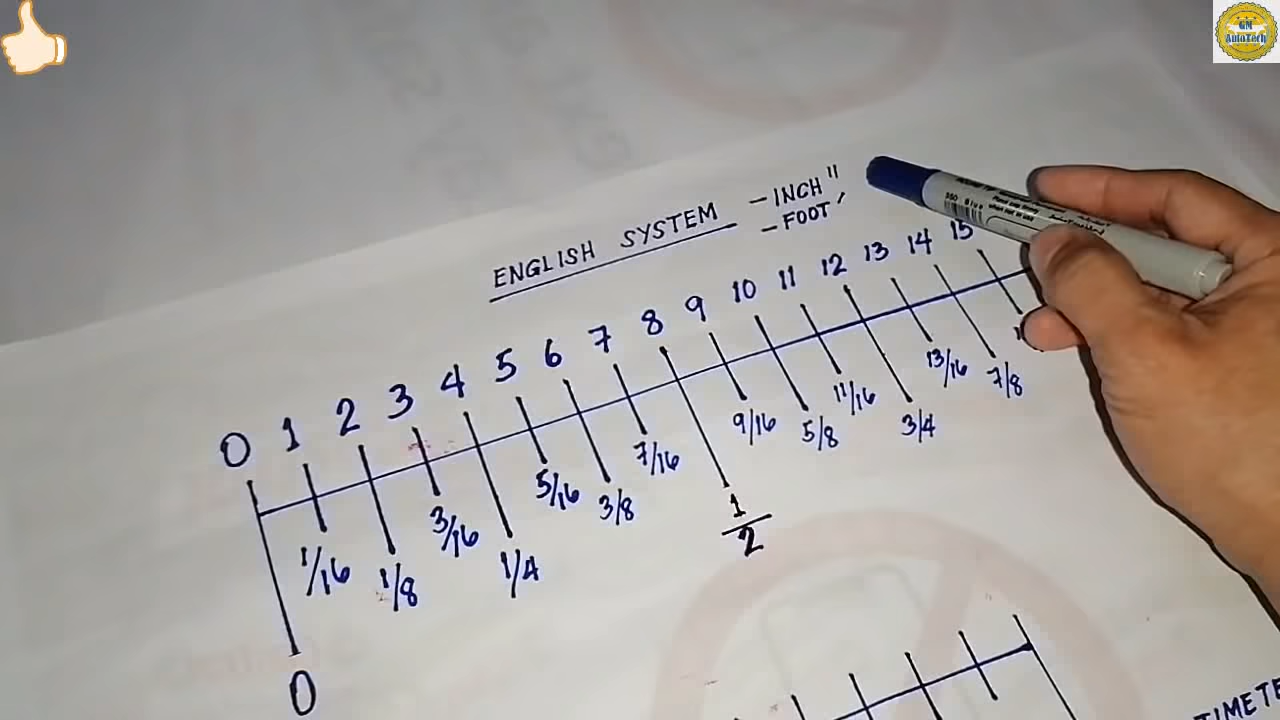 GN
AutoTech
ENGLISH SYSTEM
- INCH "
- FOOT '
0 1 2 3 4 5 6 7 8 9 10 11 12 13 14 15
1/16 1/8 3/16 1/4 5/16 3/8 7/16 1/2 9/16 5/8 11/16 3/4 13/16 7/8
0